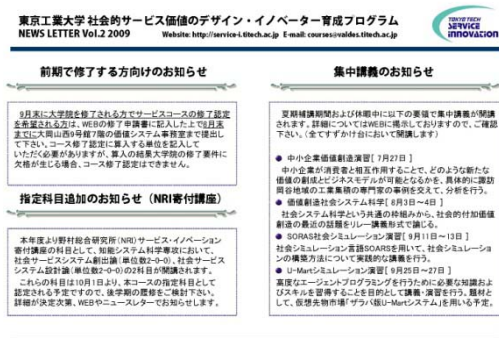 東京工業大学 社会的サービス価値のデザイン・イノベーター育成プログラム
NEWS LETTER Vol.2 2009 Website: http://service-i.titech.ac.jp E-mail: courses@valdes.titech.ac.jp
TOKYO TECH
SERVICE
INNOVATION
前期で修了する方向けのお知らせ
9月末に大学院を修了される方でサービスコースの修了認定
を希望される方は、WEBの修了申請書に記入した上で8月末
までに大岡山西9号館7階の価値システム事務室まで提出し
て下さい。コース修了認定に算入する単位を記入して
いただく必要がありますが、算入の結果大学院の修了要件に
欠格が生じる場合、コース修了認定はできません。
指定科目追加のお知らせ（NRI寄付講座）
本年度より野村総合研究所（NRI）サービス・イノベーション
寄付講座の科目として、知能システム科学専攻において、
社会サービスシステム創出論（単位数2-0-0）、社会サービス
システム設計論（単位数2-0-0）の2科目が開講されます。
これらの科目は10月1日より、本コースの指定科目として
認定される予定ですので、後学期の履修をご検討下さい。
詳細が決定次第、WEBやニュースレターでお知らせします。
集中講義のお知らせ
夏期補講期間および休暇中に以下の要領で集中講義が開講
されます。詳細についてはWEBに掲示しておりますので、ご確認
下さい。（全てすずかけ台において開講します）
● 中小企業価値創造演習［7月27日］
中小企業が消費者と相互作用することで、どのような新たな
価値の創成とビジネスモデルが可能となるかを、具体的に諏訪
岡谷地域の工業集積の専門家の事例を交えて、分析を行う。
● 価値創造社会システム科学［8月3日～4日］
社会システム科学という共通の枠組みから、社会的付加価値
創造の最近の話題をリレー講義形式で論じる。
● SOARS社会シミュレーション演習［9月11日～13日］
社会シミュレーション言語SOARSを用いて、社会シミュレーショ
ンの構築方法について実践的な講義を行う。
● U-Martシミュレーション演習［9月25日～27日］
高度なエージェントプログラミングを行うために必要な知識およ
びスキルを習得することを目的として講義・演習を行う。題材と
して、仮想先物市場「ザラバ版U-Martシステム」を用いる予定。